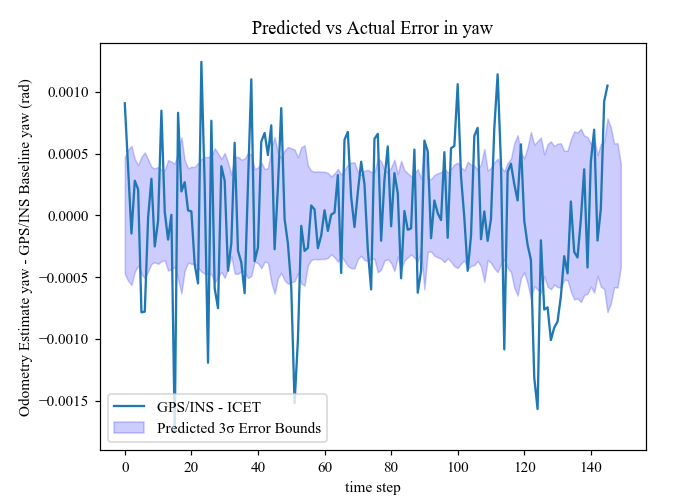 Predicted vs Actual Error in yaw
Odometry Estimate yaw - GPS/INS Baseline yaw (rad)
0.0010
0.0005
0.0000
−0.0005
−0.0010
−0.0015
GPS/INS - ICET
Predicted 3σ Error Bounds
0 20 40 60 80 100 120 140
time step